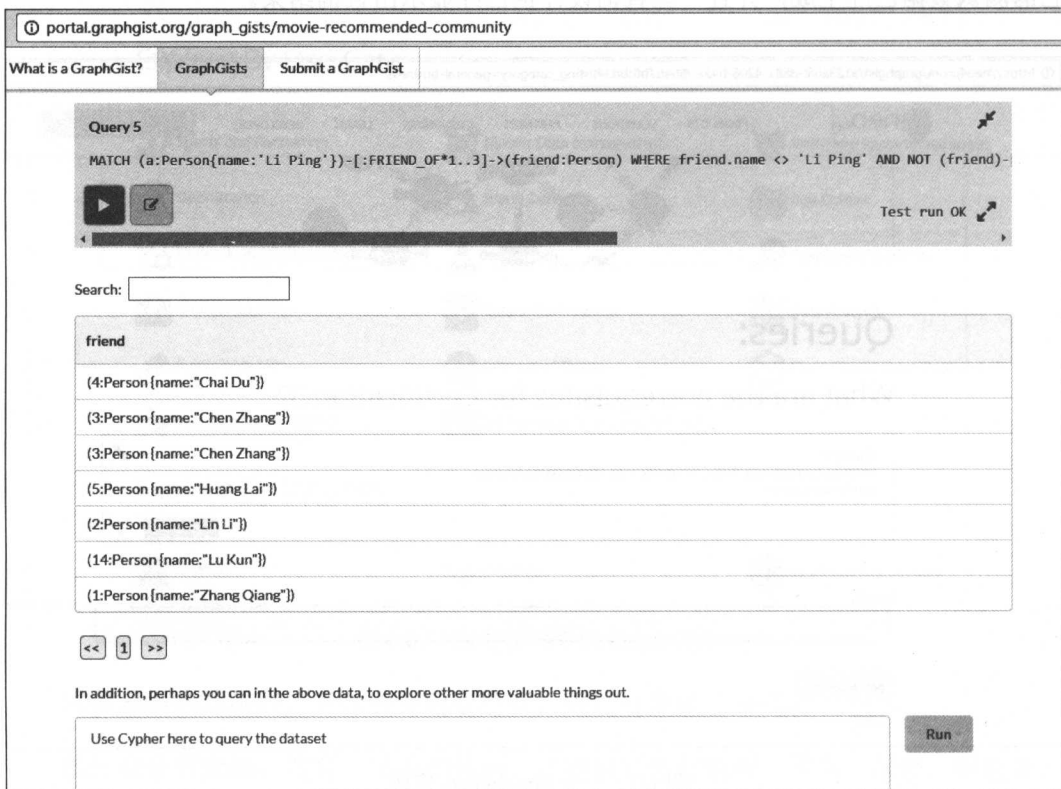 portal.graphgist.org/graph_gists/movie-recommended-community
What is a GraphGist? GraphGists Submit a GraphGist
Query 5
MATCH (a:Person{name:'Li Ping'})-[:FRIEND_OF*1..3]->(friend:Person) WHERE friend.name <> 'Li Ping' AND NOT (friend)-
Test run OK
Search:
friend
(4:Person {name:"Chai Du"})
(3:Person {name:"Chen Zhang"})
(3:Person {name:"Chen Zhang"})
(5:Person {name:"Huang Lai"})
(2:Person {name:"Lin Li"})
(14:Person {name:"Lu Kun"})
(1:Person {name:"Zhang Qiang"})
<< 1 >>
In addition, perhaps you can in the above data, to explore other more valuable things out.
Use Cypher here to query the dataset
Run